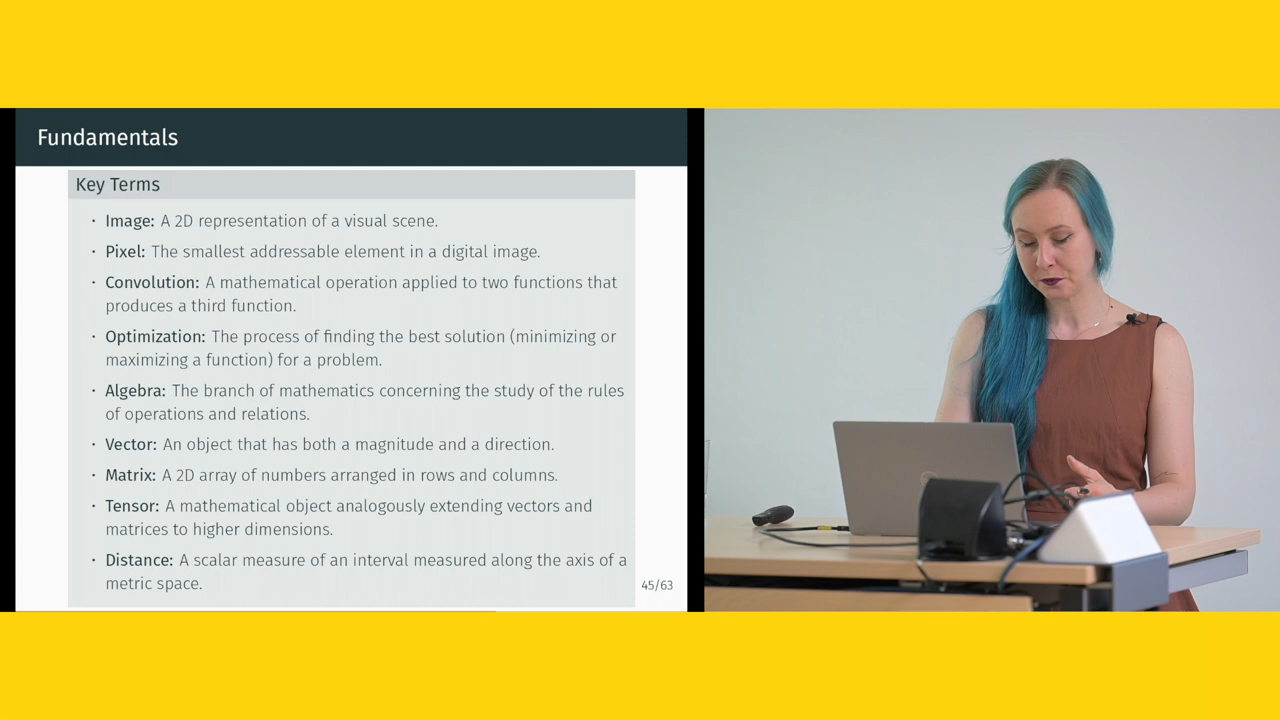 Fundamentals
Key Terms
· Image: A 2D representation of a visual scene.
· Pixel: The smallest addressable element in a digital image.
· Convolution: A mathematical operation applied to two functions that
produces a third function.
· Optimization: The process of finding the best solution (minimizing or
maximizing a function) for a problem.
· Algebra: The branch of mathematics concerning the study of the rules
of operations and relations.
· Vector: An object that has both a magnitude and a direction.
· Matrix: A 2D array of numbers arranged in rows and columns.
· Tensor: A mathematical object analogously extending vectors and
matrices to higher dimensions.
· Distance: A scalar measure of an interval measured along the axis of a
metric space.
45/63